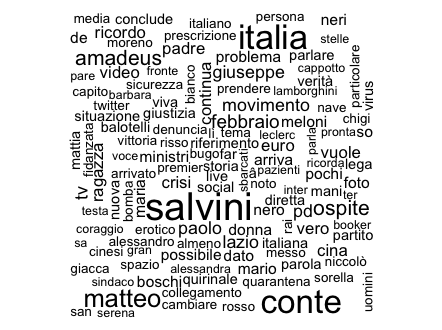 media conclude italiano persona neri
de ricordo moreno prescrizione italia stelle
amadeus padre problema parlare
pare video fronte giuseppe cappotto particolare
capito barbara sicurezza bianco continua prendere verità lamborghini virus
twitter viva movimento nave
situazione giustizia febbraio meloni chigi
balotelli denuncia li tema leclerc parla pronta so
mattia fidanzata ragazza vittoria risso riferimento euro vuole
voce ministri bugo far arriva ricorda lega
tv nuova arrivato premier storia sbarcati a pazienti pochi foto
bomba maria crisi social live noto inter mani ter
testa salvini nero diretta pd ospite
coraggio erotico paolo donna rai vero booker
sa alessandro almeno lazio italiana partito
cinesi gran possibile dato messo cina
giacca spazio alessandra mario parola niccolò
sindaco boschi quirinale quarantena sorella uomini
matteo collegamento conte
san serena cambiare rosso